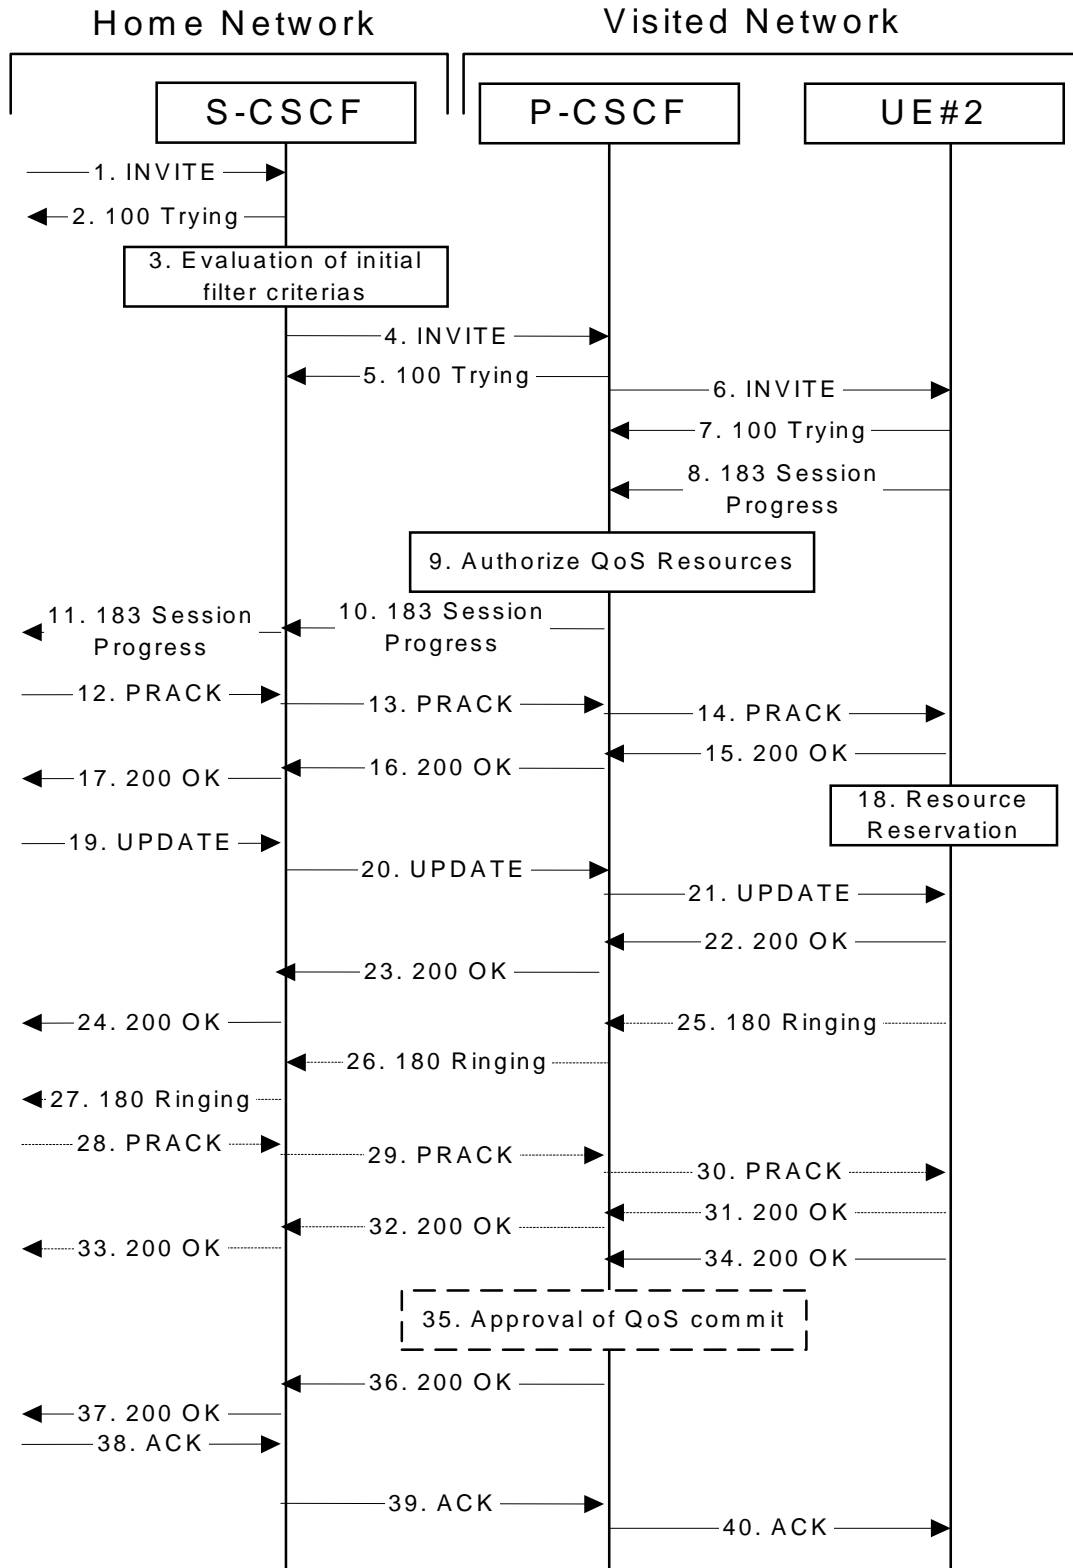 Home Network
Visited Network
S-CSCF
P-CSCF
UE#2
1. INVITE
2. 100 Trying
3. Evaluation of initial
filter criterias
4. INVITE
5. 100 Trying
6. INVITE
7. 100 Trying
8. 183 Session
Progress
9. Authorize QoS Resources
10. 183 Session
Progress
11. 183 Session
Progress
12. PRACK
13. PRACK
14. PRACK
15. 200 OK
16. 200 OK
17. 200 OK
18. Resource
Reservation
19. UPDATE
20. UPDATE
21. UPDATE
22. 200 OK
23. 200 OK
24. 200 OK
25. 180 Ringing
26. 180 Ringing
27. 180 Ringing
28. PRACK
29. PRACK
30. PRACK
31. 200 OK
32. 200 OK
33. 200 OK
34. 200 OK
35. Approval of QoS commit
36. 200 OK
37. 200 OK
38. ACK
39. ACK
40. ACK